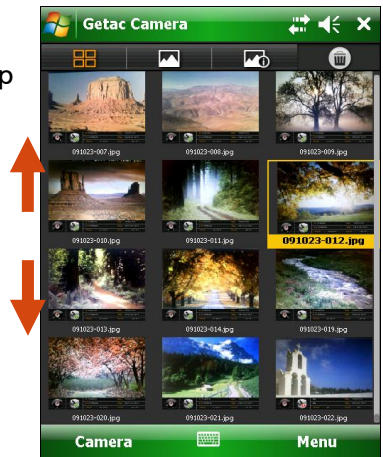 Getac Camera
p
091023-007.jpg 091023-008.jpg 091023-009.jpg
091023-010.jpg 091023-011.jpg 091023-012.jpg
091023-013.jpg 091023-014.jpg 091023-019.jpg
091023-020.jpg 091023-021.jpg 091023-022.jpg
Camera Menu